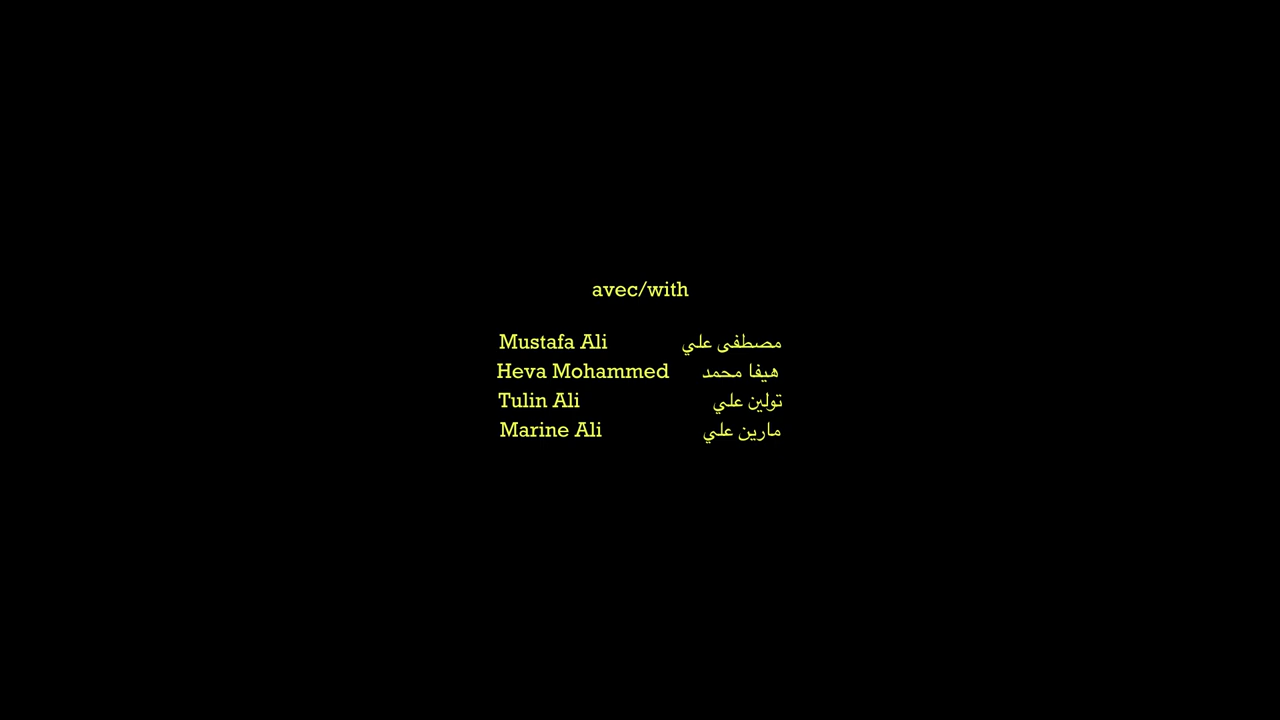 avec/with
Mustafa Ali مصطفى علي
Heva Mohammed هيفا محمد
Tulin Ali تولين علي
Marine Ali مارين علي